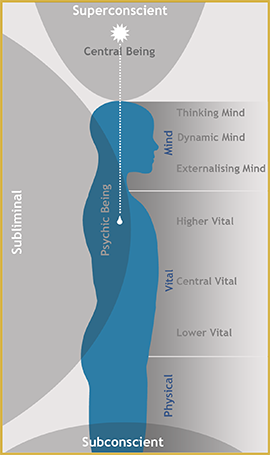 Superconscient
Central Being
Thinking Mind
Mind
Dynamic Mind
Externalising Mind
Subliminal
Psychic Being
Higher Vital
Vital
Central Vital
Lower Vital
Physical
Subconscient